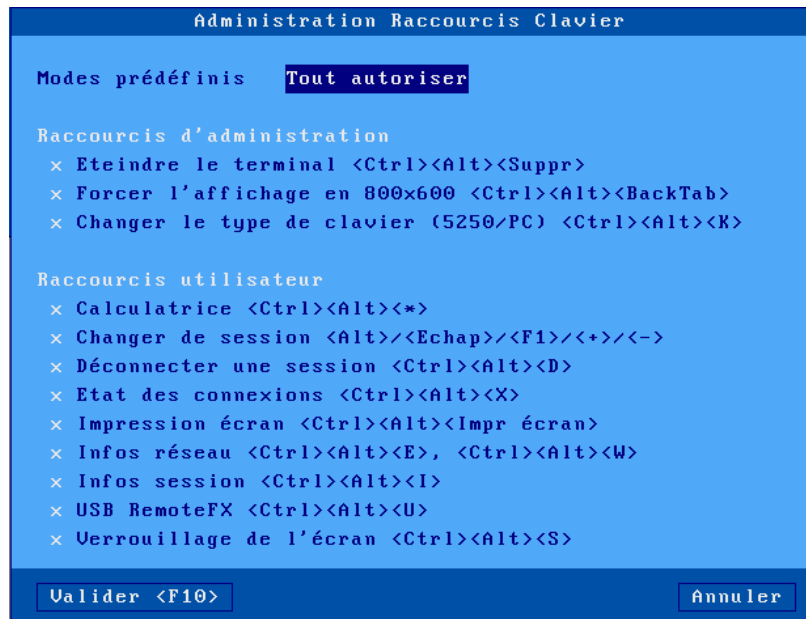 Administration Raccourcis Clavier
Modes prédéfinis Tout autoriser
Raccourcis d'administration
x Eteindre le terminal <Ctrl><Alt><Suppr>
x Forcer l'affichage en 800x600 <Ctrl><Alt><BackTab>
x Changer le type de clavier (5250/PC) <Ctrl><Alt><K>
Raccourcis utilisateur
x Calculatrice <Ctrl><Alt><*>
x Changer de session <Alt>/<Echap>/<F1>/<+>/<->
x Déconnecter une session <Ctrl><Alt><D>
x Etat des connexions <Ctrl><Alt><X>
x Impression écran <Ctrl><Alt><Impr écran>
x Infos réseau <Ctrl><Alt><E>, <Ctrl><Alt><W>
x Infos session <Ctrl><Alt><I>
x USB RemoteFX <Ctrl><Alt><U>
x Verrouillage de l'écran <Ctrl><Alt><S>
Valider <F10> Annuler